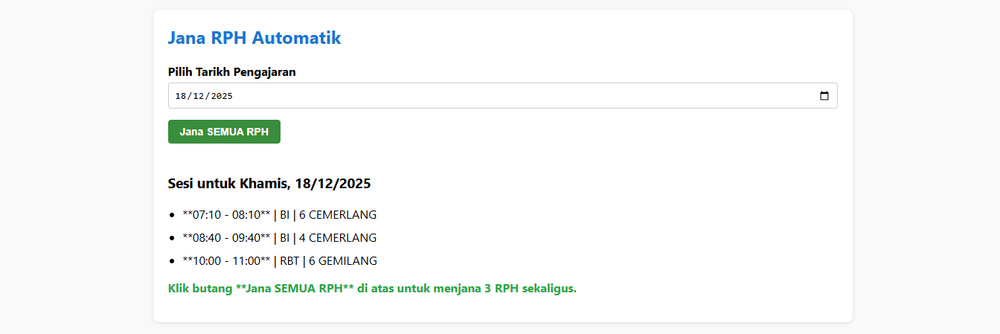 Jana RPH Automatik
Pilih Tarikh Pengajaran
18/12/2025
Jana SEMUA RPH
Sesi untuk Khamis, 18/12/2025
**07:10 - 08:10** | BI | 6 CEMERLANG
**08:40 - 09:40** | BI | 4 CEMERLANG
**10:00 - 11:00** | RBT | 6 GEMILANG
Klik butang **Jana SEMUA RPH** di atas untuk menjana 3 RPH sekaligus.